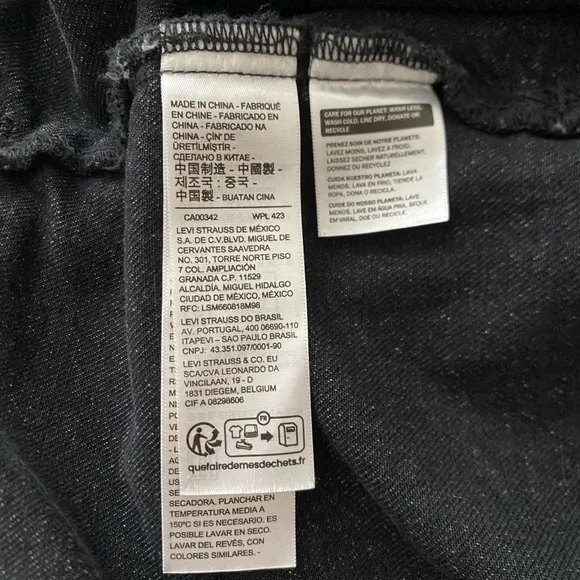 MADE IN CHINA - FABRIQUÉ
EN CHINE - FABRICADO EN
CHINA - FABRICADO NA
CHINA - ÇİN' DE
ÜRETİLMİŞTİR -
СДЕЛАНО В КИТАЕ -
中国制造 - 中國製 -
제조국 : 중국 -
中国製 - BUATAN CINA
CA00342 WPL 423
LEVI STRAUSS DE MÉXICO
S.A. DE C.V.BLVD. MIGUEL DE
CERVANTES SAAVEDRA
NO. 301, TORRE NORTE PISO
7 COL. AMPLIACIÓN
GRANADA C.P. 11529
ALCALDÍA. MIGUEL HIDALGO
CIUDAD DE MÉXICO, MÉXICO
RFC: LSM660818M98
LEVI STRAUSS DO BRASIL
AV. PORTUGAL, 400 06690-110
ITAPEVI – SAO PAULO BRASIL
CNPJ: 43.351.097/0001-90
LEVI STRAUSS & CO. EU
SCA/CVA LEONARDO DA
VINCILAAN, 19 - D
1831 DIEGEM, BELGIUM
CIF A 08298606
FR
quefairedemesdechets.fr
SECADORA. PLANCHAR EN
TEMPERATURA MEDIA A
150ºC SI ES NECESARIO. ES
POSIBLE LAVAR EN SECO.
LAVAR DEL REVÉS, CON
COLORES SIMILARES. -
CARE FOR OUR PLANET: WASH LESS,
WASH COLD, LINE DRY, DONATE OR
RECYCLE
PRENEZ SOIN DE NOTRE PLANETE:
LAVEZ MOINS, LAVEZ A FROID,
LAISSEZ SECHER NATURELLEMENT,
DONNEZ OU RECYCLEZ
CUIDA NUESTRO PLANETA: LAVA
MENOS, LAVA EN FRIO, TIENDE LA
ROPA, DONA O RECICLA
CUIDE DO NOSSO PLANETA: LAVE
MENOS, LAVE EM ÁGUA FRIA, SEQUE
EM VARAL, DOE OU RECICLE